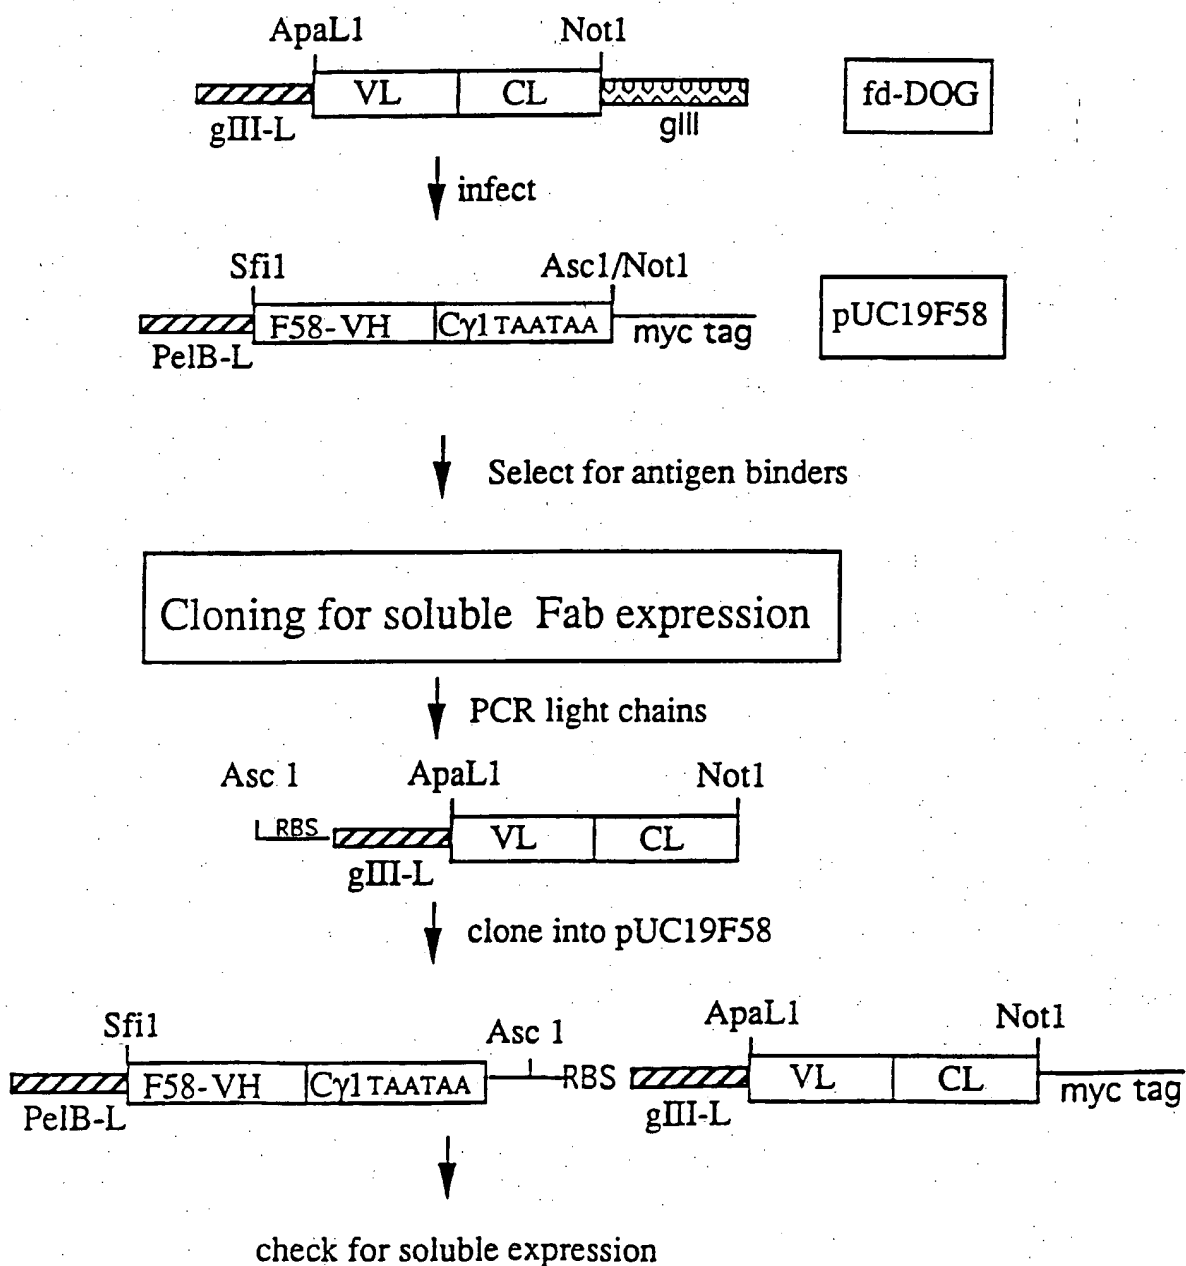 ApaL1 Not1
VL CL
fd-DOG
gIII-L gIII
infect
Sfi1 Asc1/Not1
F58-VH Cγ1 TAATAA
pUC19F58
PelB-L myc tag
Select for antigen binders
Cloning for soluble Fab expression
PCR light chains
Asc 1 ApaL1 Not1
RBS VL CL
gIII-L
clone into pUC19F58
Sfi1 Asc 1 ApaL1 Not1
F58-VH Cγ1 TAATAA RBS VL CL myc tag
PelB-L gIII-L
check for soluble expression